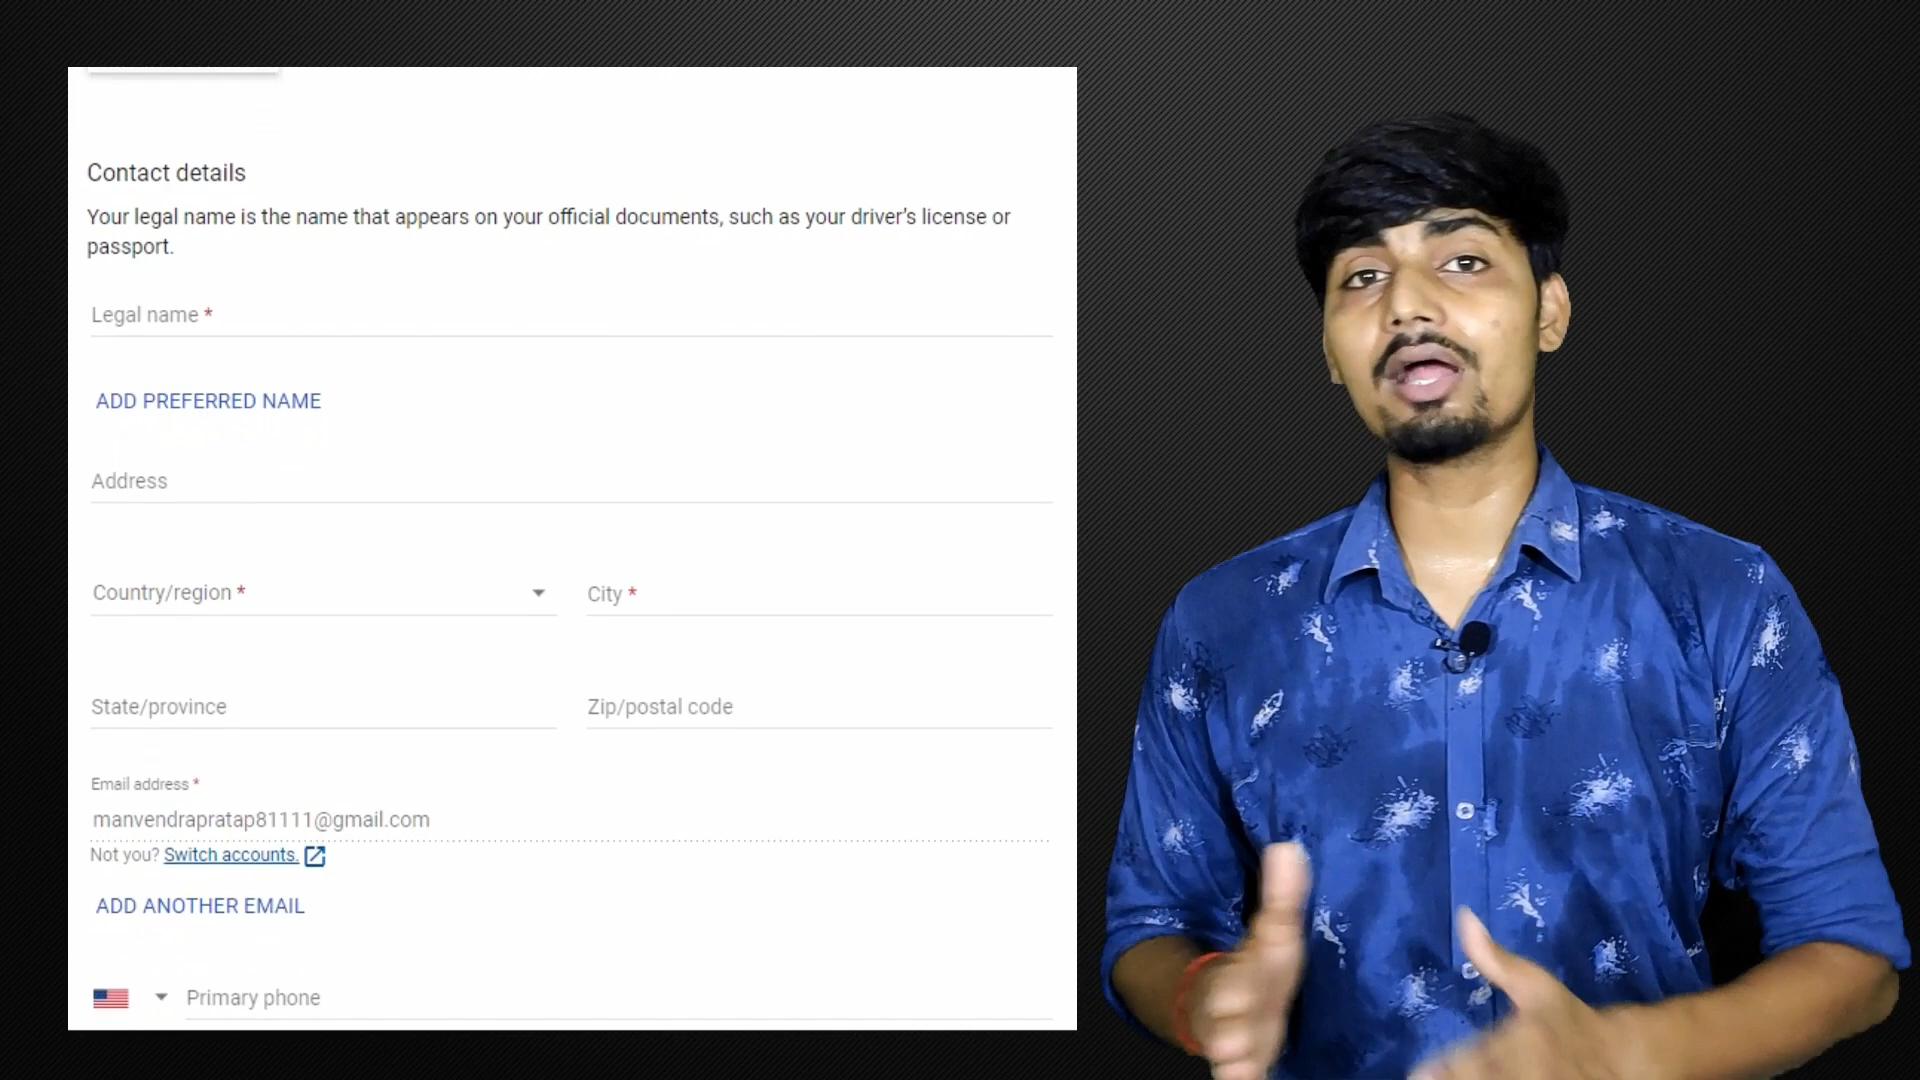 Contact details
Your legal name is the name that appears on your official documents, such as your driver's license or
passport.
Legal name *
ADD PREFERRED NAME
Address
Country/region *
City *
State/province
Zip/postal code
Email address *
manvendrapratap81111@gmail.com
Not you? Switch accounts.
ADD ANOTHER EMAIL
Primary phone